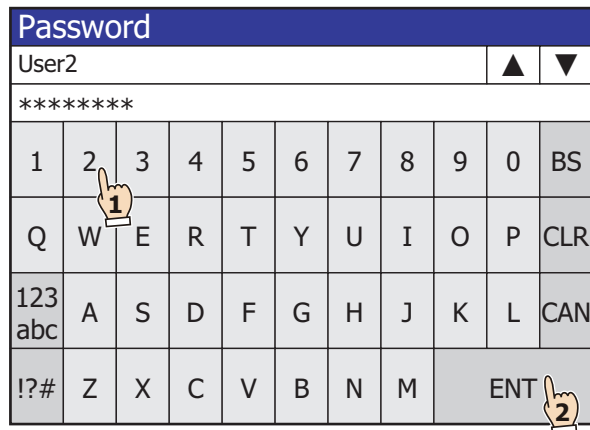 Password
User2 ▲ ▼
********
1 2 3 4 5 6 7 8 9 0 BS
1
Q W E R T Y U I O P CLR
123 abc A S D F G H J K L CAN
!?# Z X C V B N M ENT
2